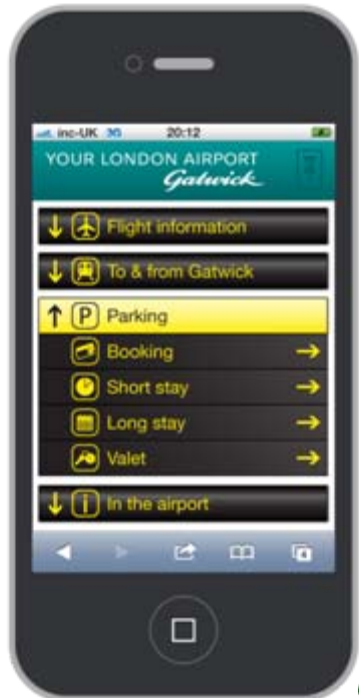 inc-UK 3G 20:12
YOUR LONDON AIRPORT
Gatwick
Flight information
To & from Gatwick
P Parking
Booking
Short stay
Long stay
Valet
i In the airport
4